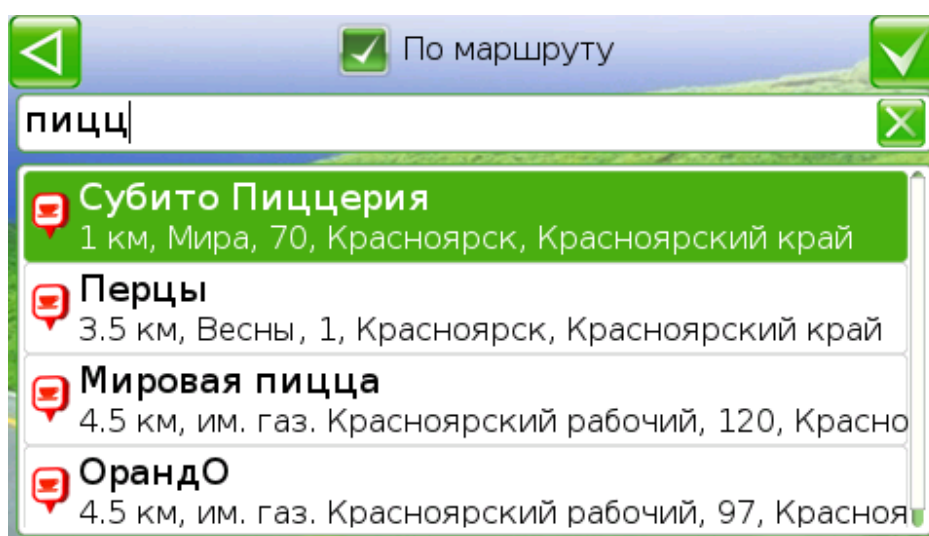 По маршруту
пицц
Субито Пиццерия
1 км, Мира, 70, Красноярск, Красноярский край
Перцы
3.5 км, Весны, 1, Красноярск, Красноярский край
Мировая пицца
4.5 км, им. газ. Красноярский рабочий, 120, Красно
ОрандО
4.5 км, им. газ. Красноярский рабочий, 97, Красноя